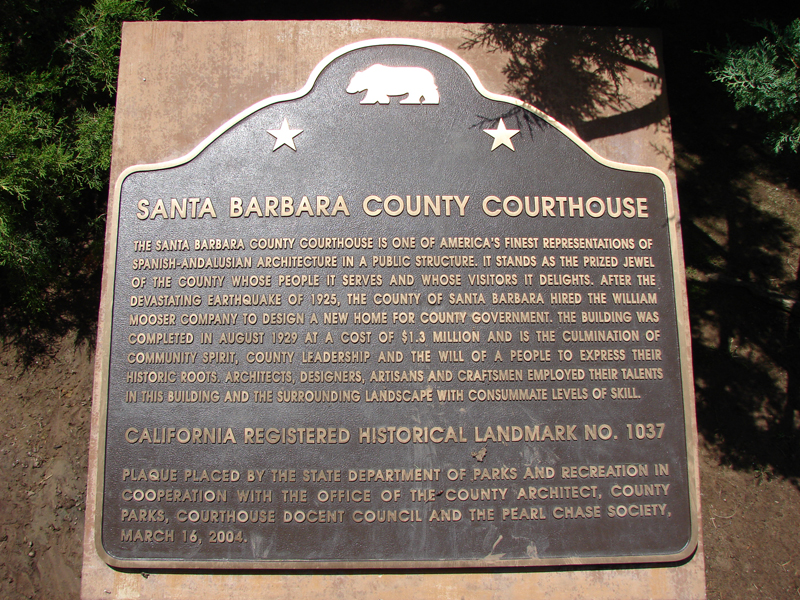 SANTA BARBARA COUNTY COURTHOUSE
THE SANTA BARBARA COUNTY COURTHOUSE IS ONE OF AMERICA'S FINEST REPRESENTATIONS OF
SPANISH-ANDALUSIAN ARCHITECTURE IN A PUBLIC STRUCTURE. IT STANDS AS THE PRIZED JEWEL
OF THE COUNTY WHOSE PEOPLE IT SERVES AND WHOSE VISITORS IT DELIGHTS. AFTER THE
DEVASTATING EARTHQUAKE OF 1925, THE COUNTY OF SANTA BARBARA HIRED THE WILLIAM
MOOSER COMPANY TO DESIGN A NEW HOME FOR COUNTY GOVERNMENT. THE BUILDING WAS
COMPLETED IN AUGUST 1929 AT A COST OF $1.3 MILLION AND IS THE CULMINATION OF
COMMUNITY SPIRIT, COUNTY LEADERSHIP AND THE WILL OF A PEOPLE TO EXPRESS THEIR
HISTORIC ROOTS. ARCHITECTS, DESIGNERS, ARTISANS AND CRAFTSMEN EMPLOYED THEIR TALENTS
IN THIS BUILDING AND THE SURROUNDING LANDSCAPE WITH CONSUMMATE LEVELS OF SKILL.
CALIFORNIA REGISTERED HISTORICAL LANDMARK NO. 1037
PLAQUE PLACED BY THE STATE DEPARTMENT OF PARKS AND RECREATION IN
COOPERATION WITH THE OFFICE OF THE COUNTY ARCHITECT, COUNTY
PARKS, COURTHOUSE DOCENT COUNCIL AND THE PEARL CHASE SOCIETY,
MARCH 16, 2004.